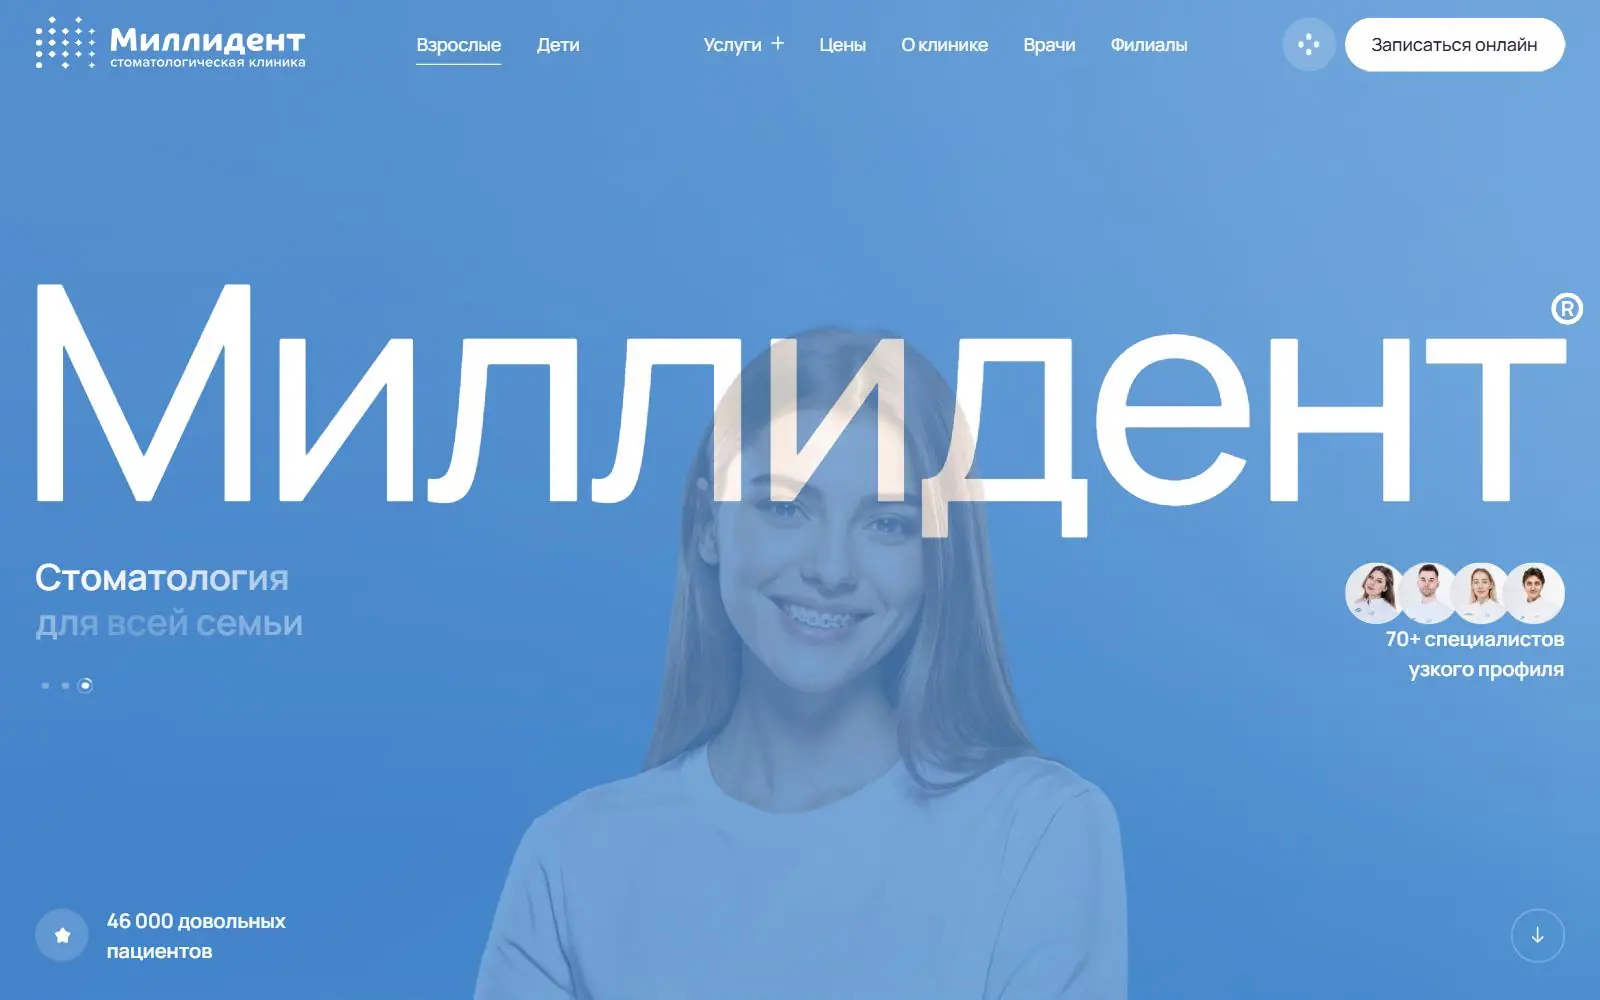 Миллидент
стоматологическая клиника
Взрослые
Дети
Услуги +
Цены
О клинике
Врачи
Филиалы
Записаться онлайн
Миллидент®
Стоматология
для всей семьи
70+ специалистов
узкого профиля
46 000 довольных
пациентов